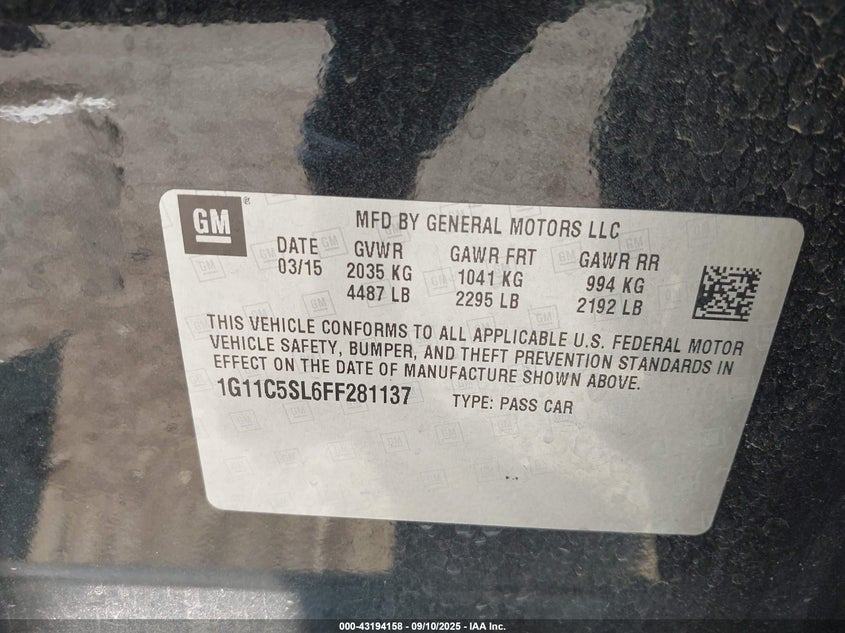 GM ®
MFD BY GENERAL MOTORS LLC
DATE GVWR GAWR FRT GAWR RR
03/15 2035 KG 1041 KG 994 KG
4487 LB 2295 LB 2192 LB
THIS VEHICLE CONFORMS TO ALL APPLICABLE U.S. FEDERAL MOTOR
VEHICLE SAFETY, BUMPER, AND THEFT PREVENTION STANDARDS IN
EFFECT ON THE DATE OF MANUFACTURE SHOWN ABOVE.
1G11C5SL6FF281137 TYPE: PASS CAR
000-43194158 - 09/10/2025 - IAA Inc.